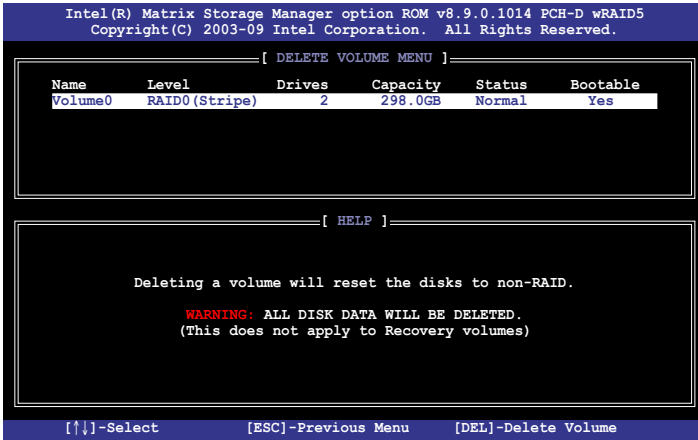 Intel(R) Matrix Storage Manager option ROM v8.9.0.1014 PCH-D wRAID5
Copyright(C) 2003-09 Intel Corporation. All Rights Reserved.
[ DELETE VOLUME MENU ]
Name Level Drives Capacity Status Bootable
Volume0 RAID0(Stripe) 2 298.0GB Normal Yes
[ HELP ]
Deleting a volume will reset the disks to non-RAID.
WARNING: ALL DISK DATA WILL BE DELETED.
(This does not apply to Recovery volumes)
[↑↓]-Select [ESC]-Previous Menu [DEL]-Delete Volume